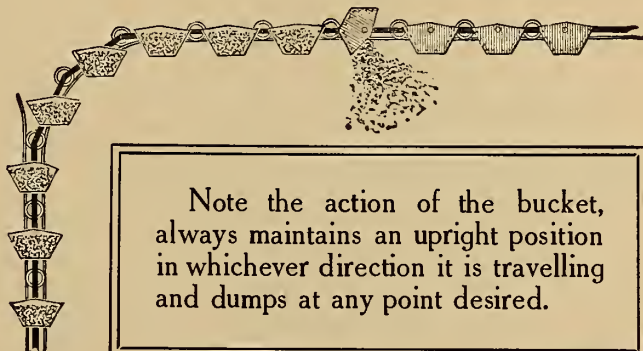 Note the action of the bucket,
always maintains an upright position
in whichever direction it is travelling
and dumps at any point desired.